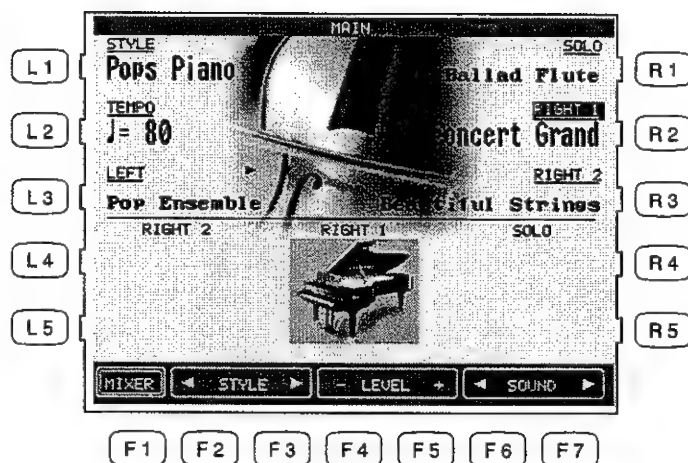 MAIN
STYLE SOLO
L1 Pops Piano Ballad Flute R1
TEMPO RIGHT 1
L2 ♩= 80 oncert Grand R2
LEFT RIGHT 2
L3 Pop Ensemble Beautiful Strings R3
RIGHT 2 RIGHT 1 SOLO
L4 R4
L5 R5
MIXER ◄ STYLE ► - LEVEL + ◄ SOUND ►
F1 F2 F3 F4 F5 F6 F7